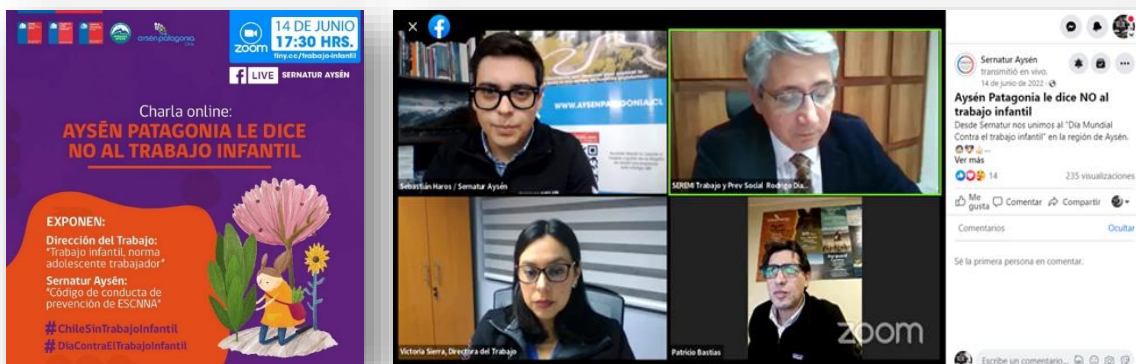 aysénpatagonia
CHILE
zoom
14 DE JUNIO
17:30 HRS.
tiny.cc/trabajo-infantil
f LIVE SERNATUR AYSÉN
Charla online:
AYSÉN PATAGONIA LE DICE
NO AL TRABAJO INFANTIL
EXPONEN:
Dirección del Trabajo:
"Trabajo infantil, norma
adolescente trabajador"
Sernatur Aysén:
"Código de conducta de
prevención de ESCNNA"
#ChileSinTrabajoInfantil
#DiaContraElTrabajoInfantil
WWW.AYSENPATAGONIA.CL
Sebastián Haros / Sernatur Aysén
SEREMI Trabajo y Prev Social Rodrigo Día...
Victoria Sierra, Directora del Trabajo
Patricio Bastías
zoom
Sernatur Aysén
transmitió en vivo.
14 de junio de 2022
Aysén Patagonia le dice NO al
trabajo infantil
Desde Sernatur nos unimos al "Día Mundial
Contra el trabajo infantil" en la región de Aysén.
...
Ver más
14
235 visualizaciones
Me gusta
Comentar
Compartir
Comentarios
Ocultar
Sé la primera persona en comentar.
Escribe un comentario...